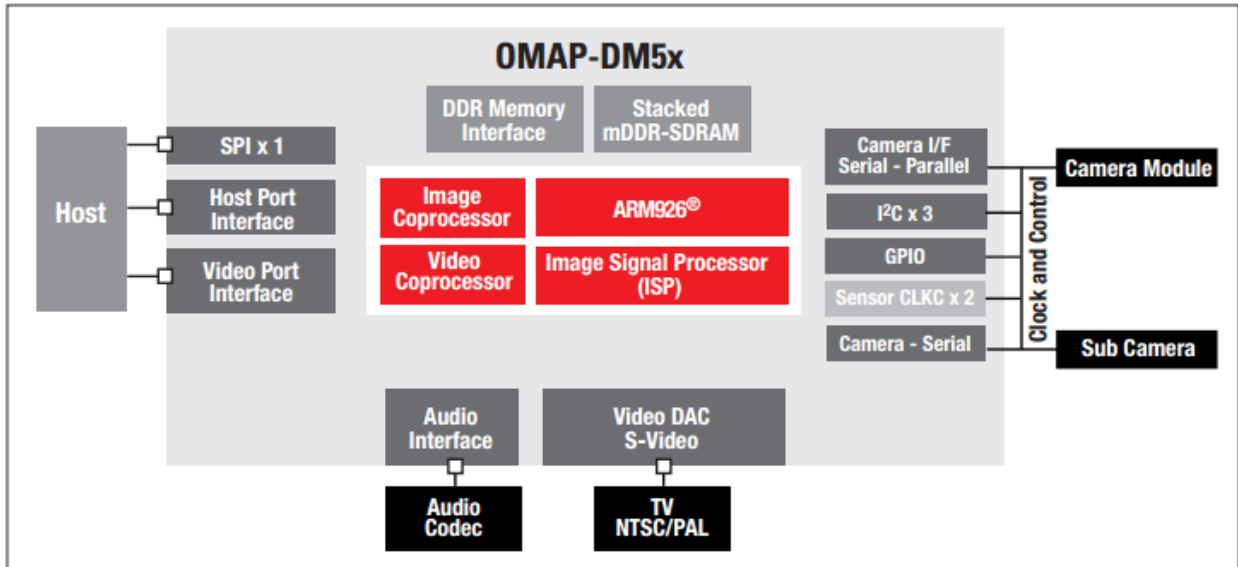 OMAP-DM5x
DDR Memory
Interface
Stacked
mDDR-SDRAM
Host
SPI x 1
Host Port
Interface
Video Port
Interface
Image
Coprocessor
ARM926®
Video
Coprocessor
Image Signal Processor
(ISP)
Camera I/F
Serial - Parallel
I²C x 3
GPIO
Sensor CLKC x 2
Camera - Serial
Clock and Control
Camera Module
Sub Camera
Audio
Interface
Video DAC
S-Video
Audio
Codec
TV
NTSC/PAL